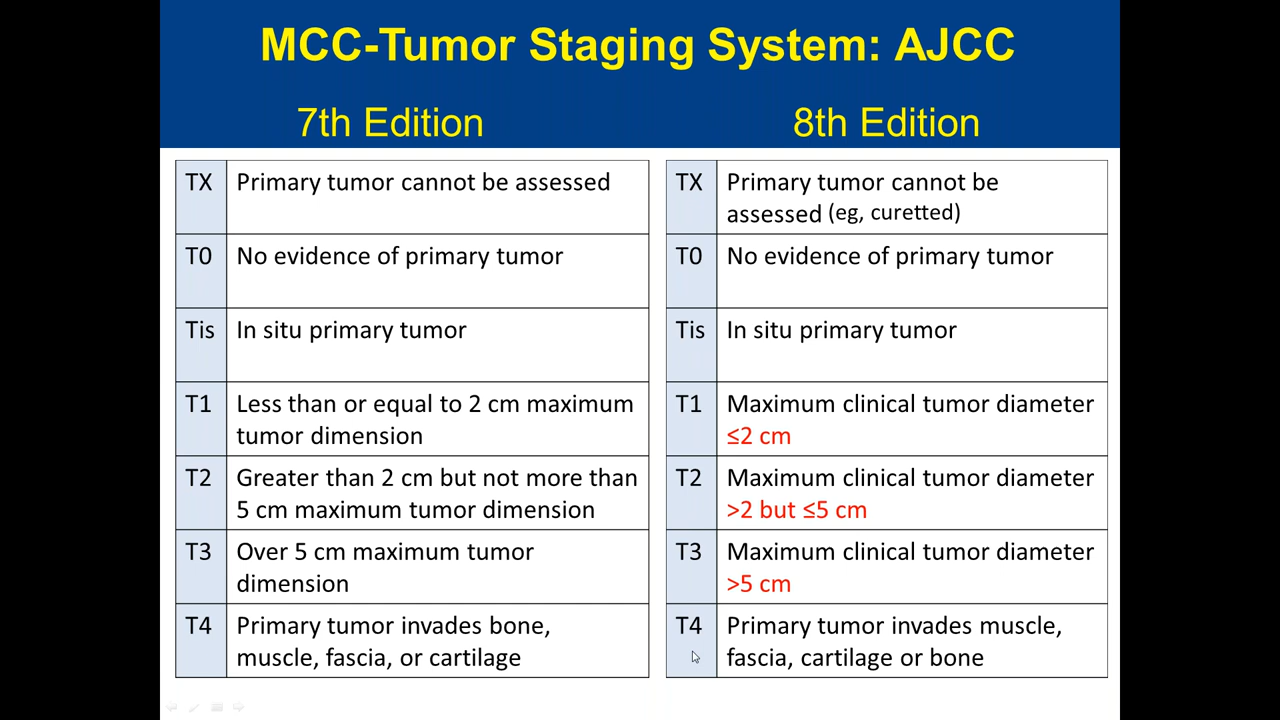 MCC-Tumor Staging System: AJCC
7th Edition
TX Primary tumor cannot be assessed
T0 No evidence of primary tumor
Tis In situ primary tumor
T1 Less than or equal to 2 cm maximum
tumor dimension
T2 Greater than 2 cm but not more than
5 cm maximum tumor dimension
T3 Over 5 cm maximum tumor
dimension
T4 Primary tumor invades bone,
muscle, fascia, or cartilage
8th Edition
TX Primary tumor cannot be
assessed (eg, curetted)
T0 No evidence of primary tumor
Tis In situ primary tumor
T1 Maximum clinical tumor diameter
≤2 cm
T2 Maximum clinical tumor diameter
>2 but ≤5 cm
T3 Maximum clinical tumor diameter
>5 cm
T4 Primary tumor invades muscle,
fascia, cartilage or bone